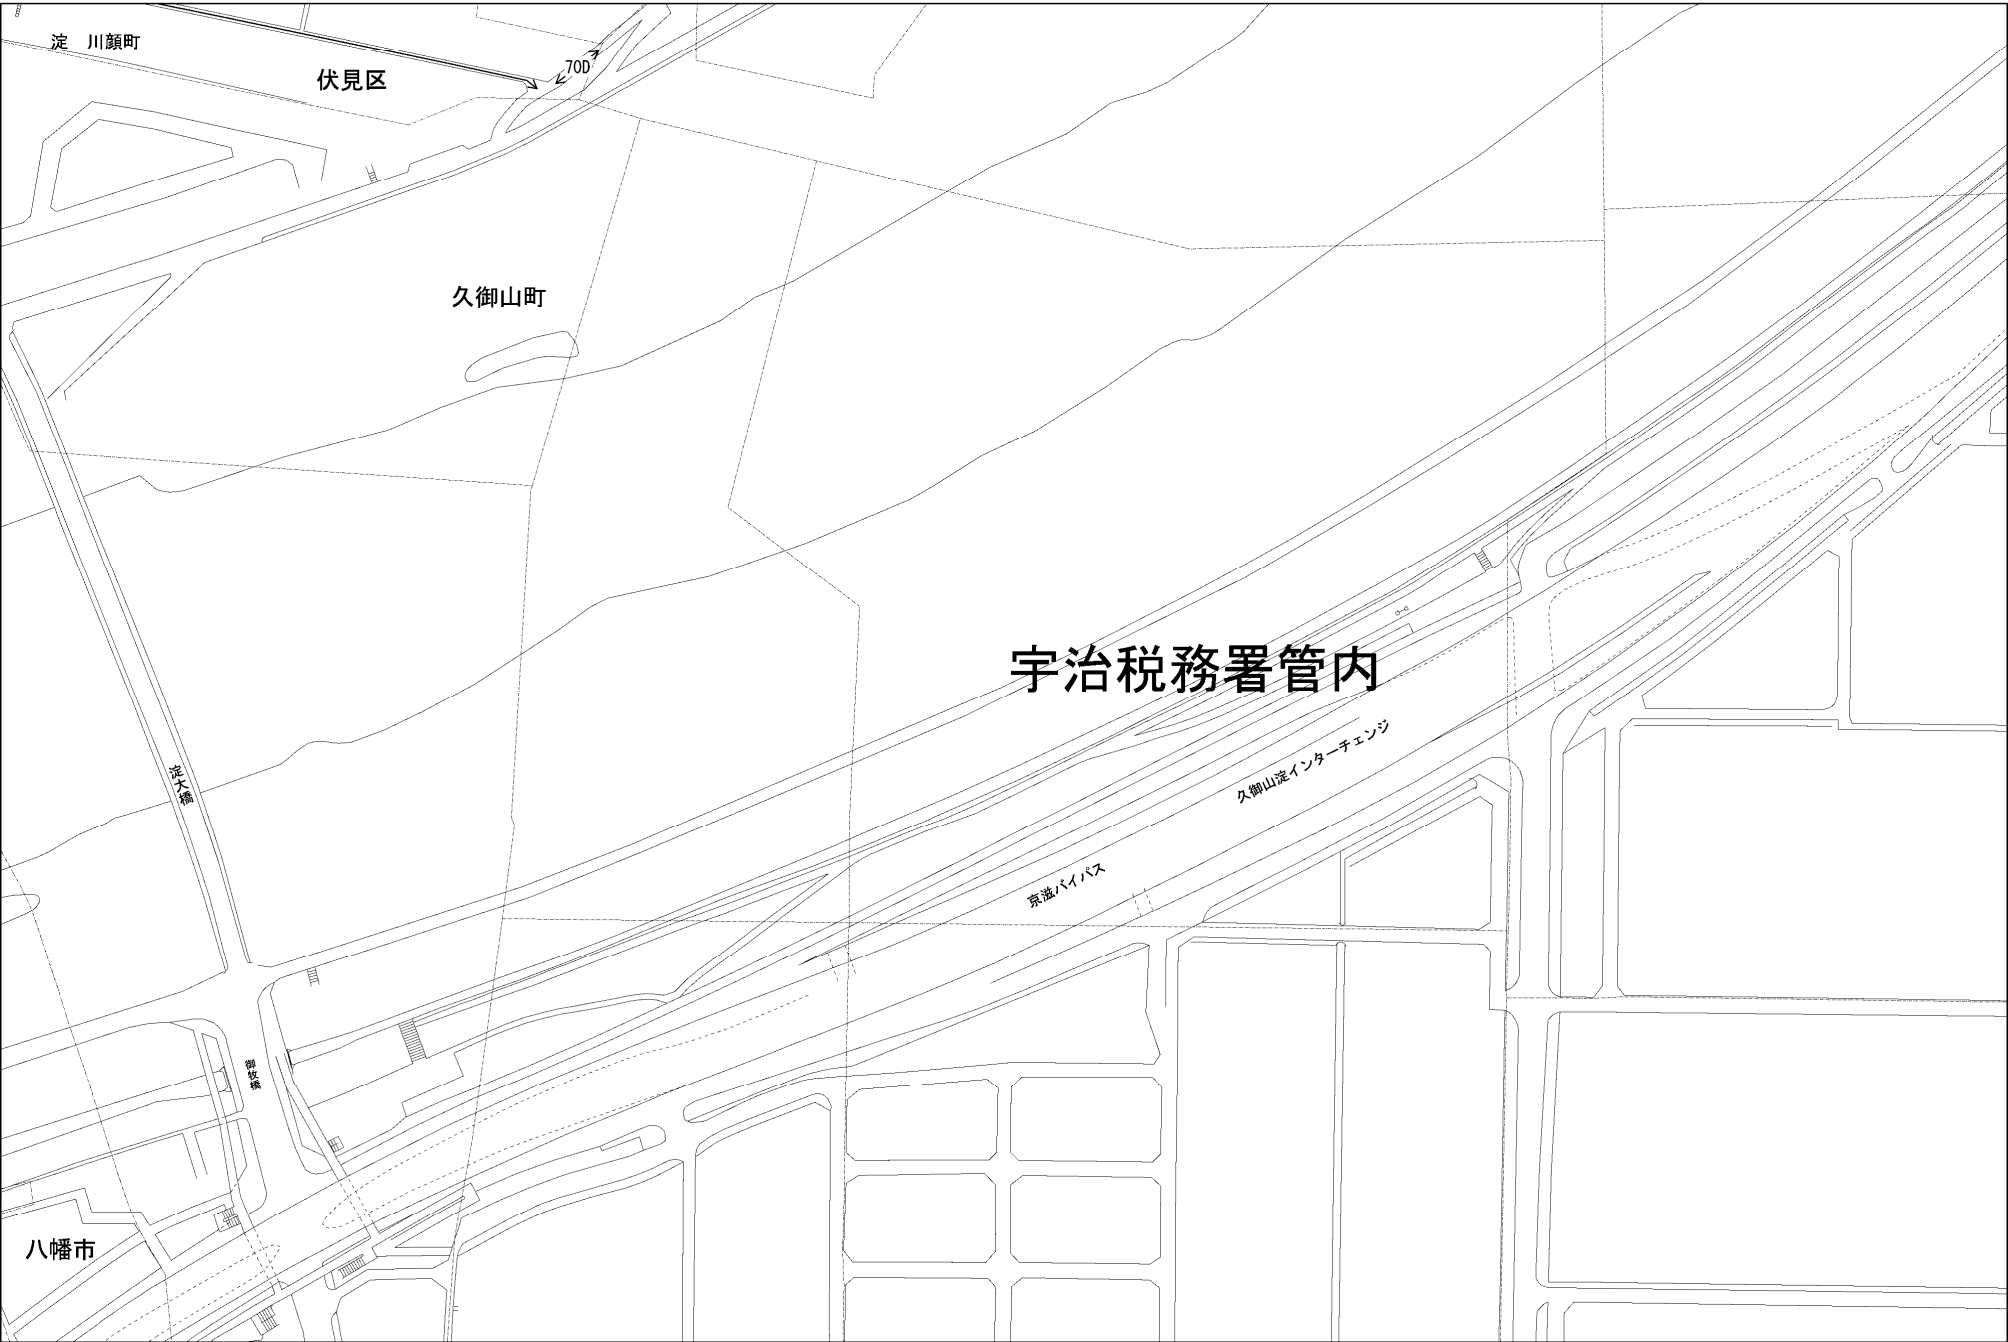 淀　川顔町
70D
伏見区
久御山町
宇治税務署管内
久御山淀インターチェンジ
淀大橋
京滋バイパス
御牧橋
八幡市